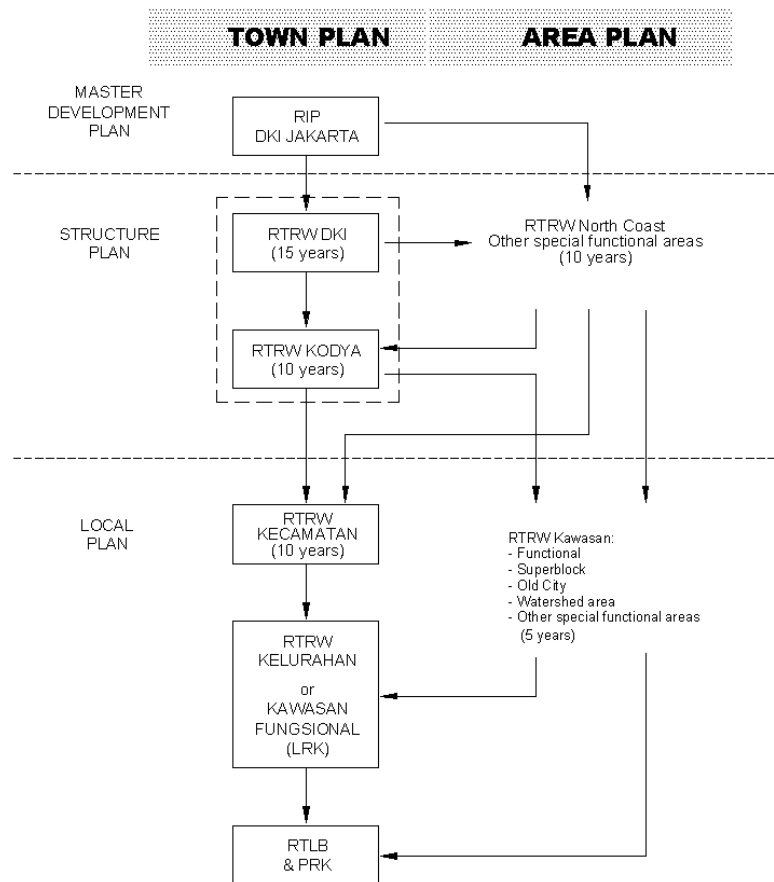 TOWN PLAN
AREA PLAN
MASTER
DEVELOPMENT
PLAN
RIP
DKI JAKARTA
STRUCTURE
PLAN
RTRW DKI
(15 years)
RTRW North Coast
Other special functional areas
(10 years)
RTRW KODYA
(10 years)
LOCAL
PLAN
RTRW
KECAMATAN
(10 years)
RTRW Kawasan:
- Functional
- Superblock
- Old City
- Watershed area
- Other special functional areas
(5 years)
RTRW
KELURAHAN
or
KAWASAN
FUNGSIONAL
(LRK)
RTLB
& PRK